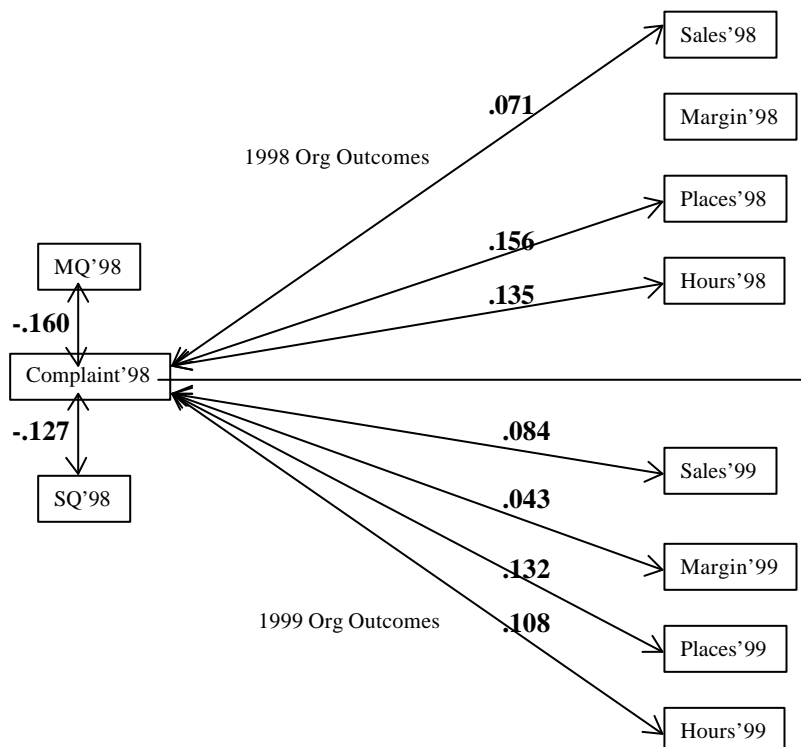 Sales’98
.071
Margin’98
1998 Org Outcomes
Places’98
.156
MQ’98
Hours’98
.135
-.160
Complaint’98
-.127
.084
Sales’99
SQ’98
.043
Margin’99
.132
1999 Org Outcomes
.108
Places’99
Hours’99